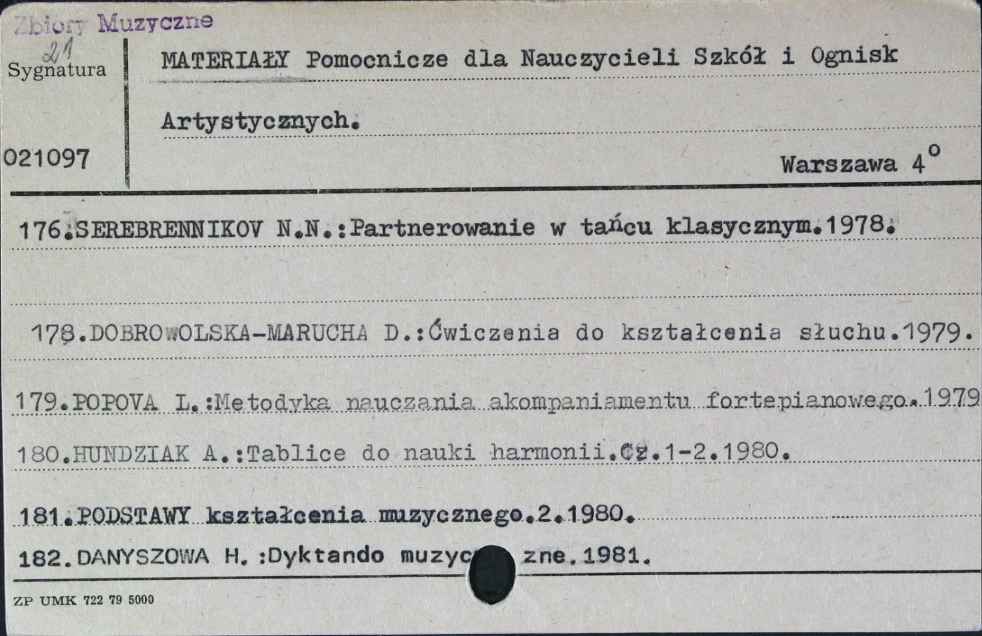 Zbiory Muzyczne
21
Sygnatura
MATERIAŁY Pomocnicze dla Nauczycieli Szkół i Ognisk
Artystycznych.
021097
Warszawa 4°
176.SEREBRENNIKOV N.N.:Partnerowanie w tańcu klasycznym.1978.
178.DOBROWOLSKA-MARUCHA D.:Ćwiczenia do kształcenia słuchu.1979.
179.POPOVA L.:Metodyka nauczania akompaniamentu fortepianowego.1979
180.HUNDZIAK A.:Tablice do nauki harmonii.Cz.1-2.1980.
181.PODSTAWY kształcenia muzycznego.2.1980.
182.DANYSZOWA H.:Dyktando muzyc zne.1981.
ZP UMK 722 79 5000